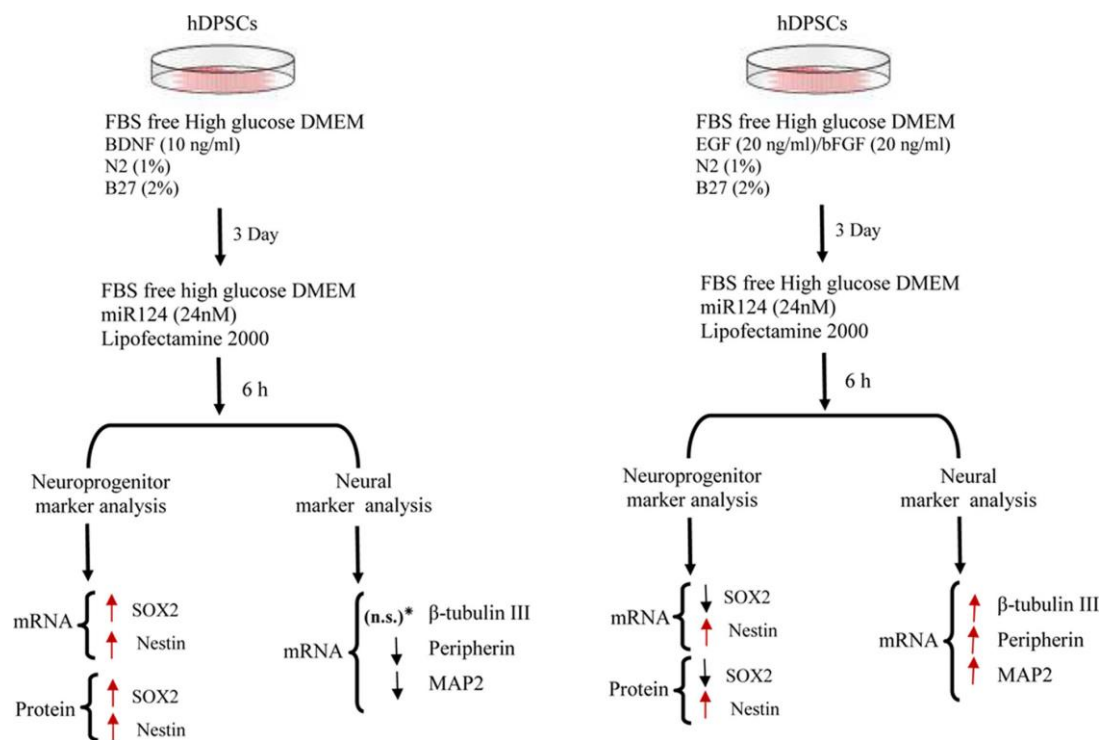 hDPSCs
FBS free High glucose DMEM
BDNF (10 ng/ml)
N2 (1%)
B27 (2%)
3 Day
FBS free high glucose DMEM
miR124 (24nM)
Lipofectamine 2000
6 h
Neuroprogenitor
marker analysis
Neural
marker analysis
mRNA
SOX2
Nestin
Protein
SOX2
Nestin
mRNA
(n.s.)* β-tubulin III
Peripherin
MAP2
hDPSCs
FBS free High glucose DMEM
EGF (20 ng/ml)/bFGF (20 ng/ml)
N2 (1%)
B27 (2%)
3 Day
FBS free High glucose DMEM
miR124 (24nM)
Lipofectamine 2000
6 h
Neuroprogenitor
marker analysis
Neural
marker analysis
mRNA
SOX2
Nestin
Protein
SOX2
Nestin
mRNA
β-tubulin III
Peripherin
MAP2